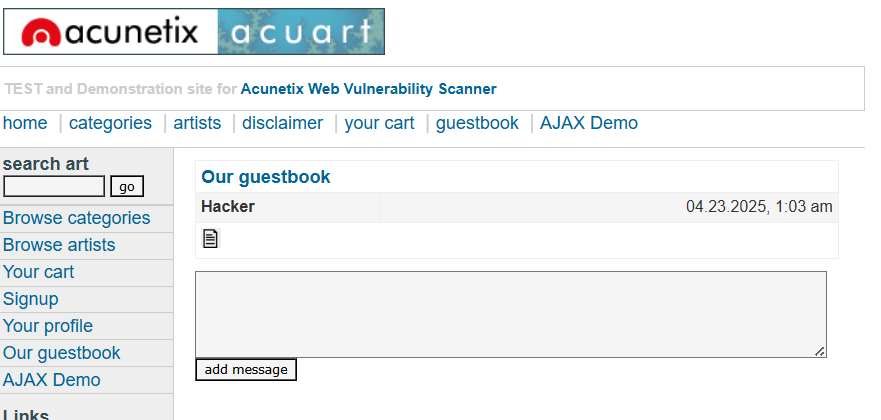 acunetix acuart
TEST and Demonstration site for Acunetix Web Vulnerability Scanner
home | categories | artists | disclaimer | your cart | guestbook | AJAX Demo
search art
go
Browse categories
Browse artists
Your cart
Signup
Your profile
Our guestbook
AJAX Demo
Links
Our guestbook
Hacker 04.23.2025, 1:03 am
add message